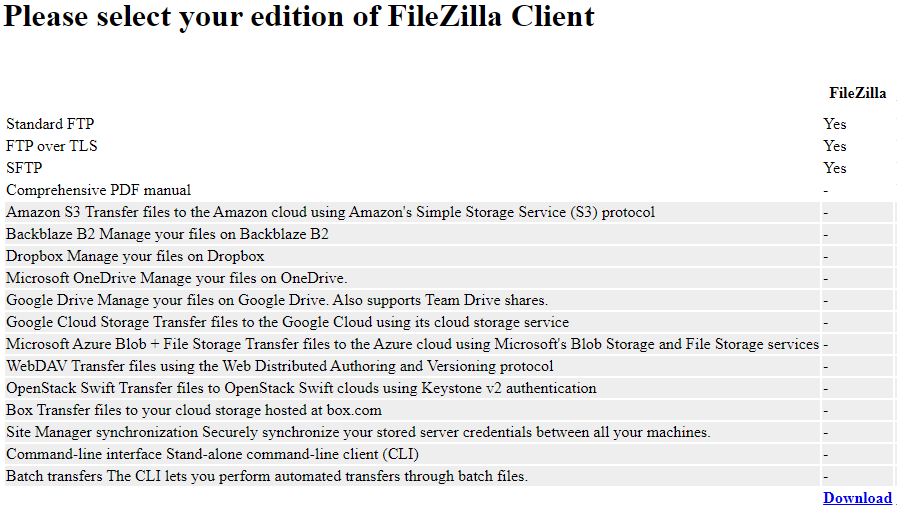 Please select your edition of FileZilla Client
FileZilla
Standard FTP Yes
FTP over TLS Yes
SFTP Yes
Comprehensive PDF manual -
Amazon S3 Transfer files to the Amazon cloud using Amazon's Simple Storage Service (S3) protocol -
Backblaze B2 Manage your files on Backblaze B2 -
Dropbox Manage your files on Dropbox -
Microsoft OneDrive Manage your files on OneDrive. -
Google Drive Manage your files on Google Drive. Also supports Team Drive shares. -
Google Cloud Storage Transfer files to the Google Cloud using its cloud storage service -
Microsoft Azure Blob + File Storage Transfer files to the Azure cloud using Microsoft's Blob Storage and File Storage services -
WebDAV Transfer files using the Web Distributed Authoring and Versioning protocol -
OpenStack Swift Transfer files to OpenStack Swift clouds using Keystone v2 authentication -
Box Transfer files to your cloud storage hosted at box.com -
Site Manager synchronization Securely synchronize your stored server credentials between all your machines. -
Command-line interface Stand-alone command-line client (CLI) -
Batch transfers The CLI lets you perform automated transfers through batch files. -
Download